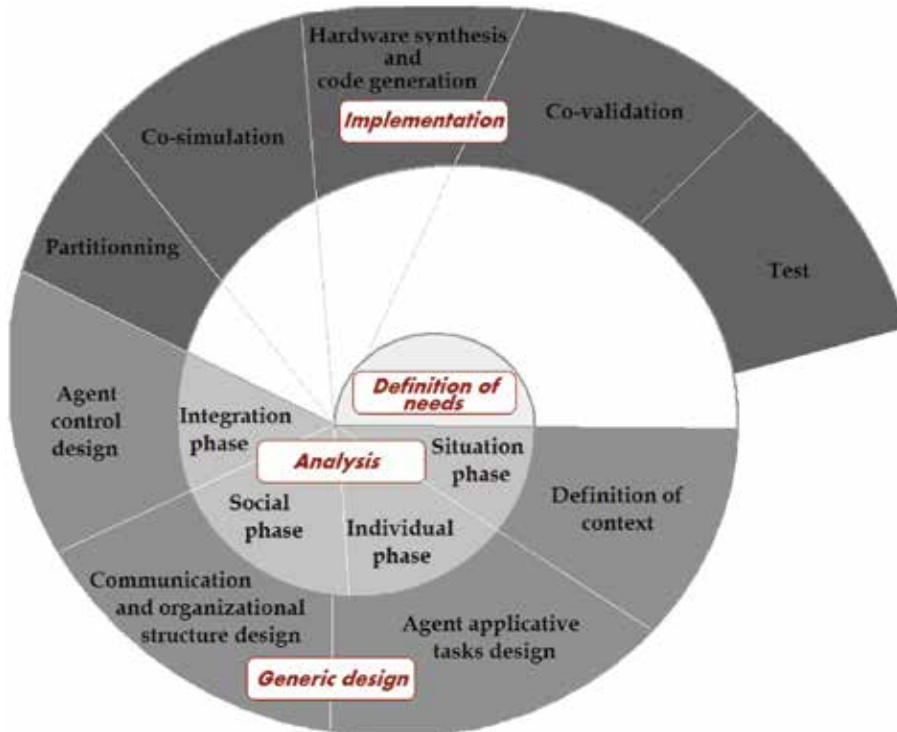 Hardware synthesis
and
code generation
Implementation
Co-simulation
Co-validation
Partitionning
Test
Definition of
needs
Agent
control
design
Integration
phase
Analysis
Situation
phase
Social
phase
Individual
phase
Definition of
context
Communication
and organizational
structure design
Agent applicative
tasks design
Generic design